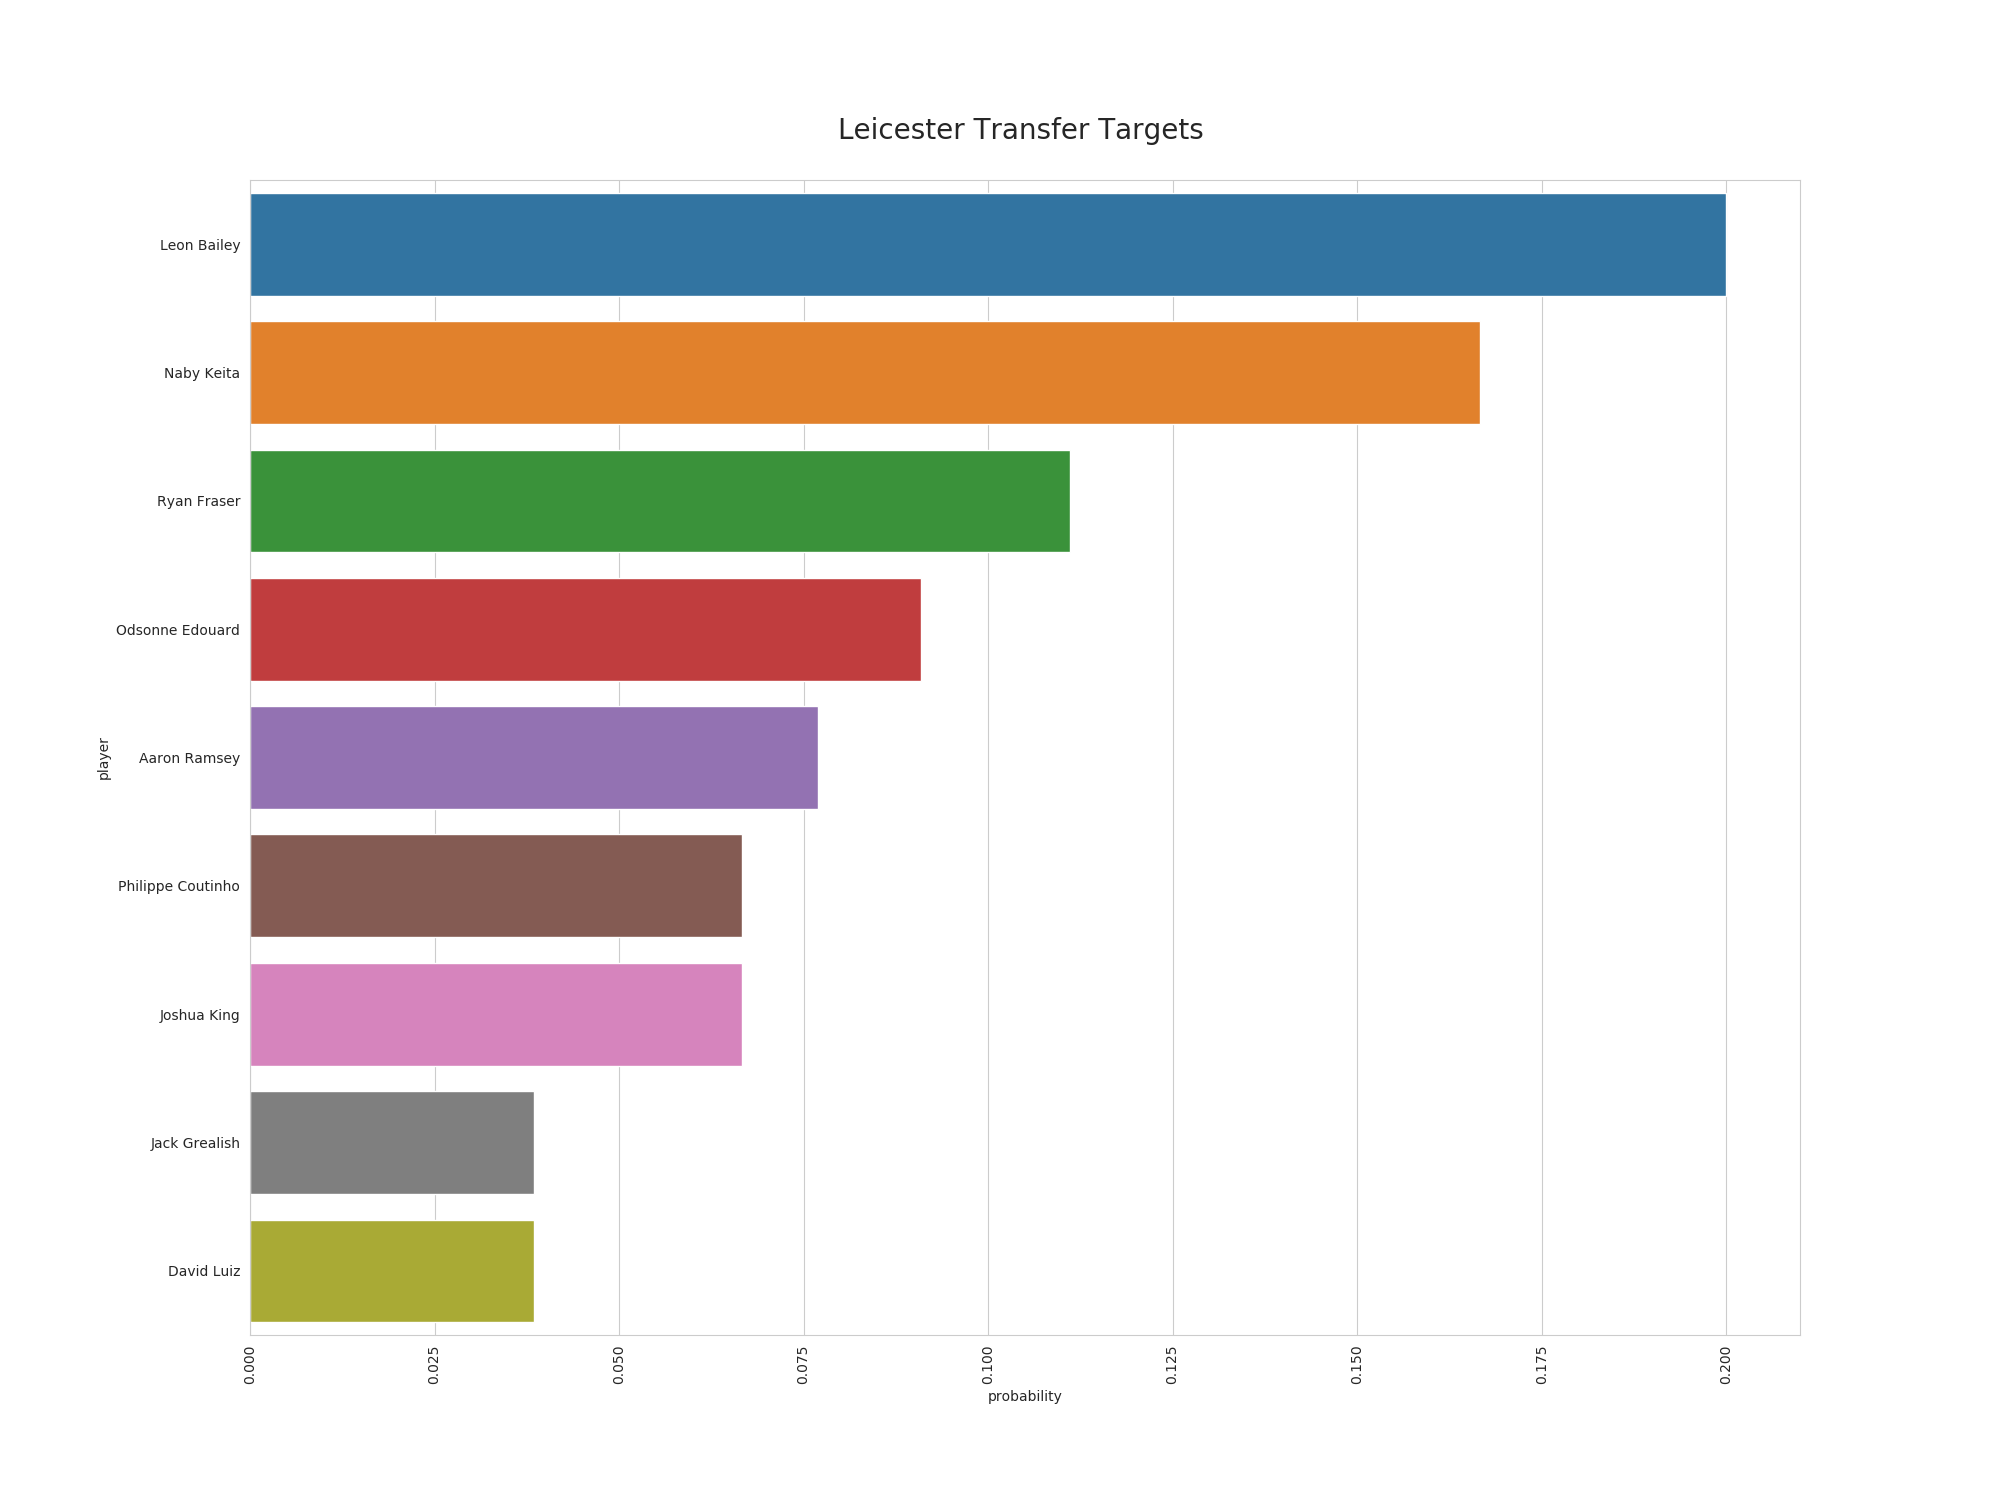 Leicester Transfer Targets
Leon Bailey
Naby Keita
Ryan Fraser
Odsonne Edouard
Aaron Ramsey
Philippe Coutinho
Joshua King
Jack Grealish
David Luiz
player
0.000
0.025
0.050
0.075
0.100
0.125
0.150
0.175
0.200
probability